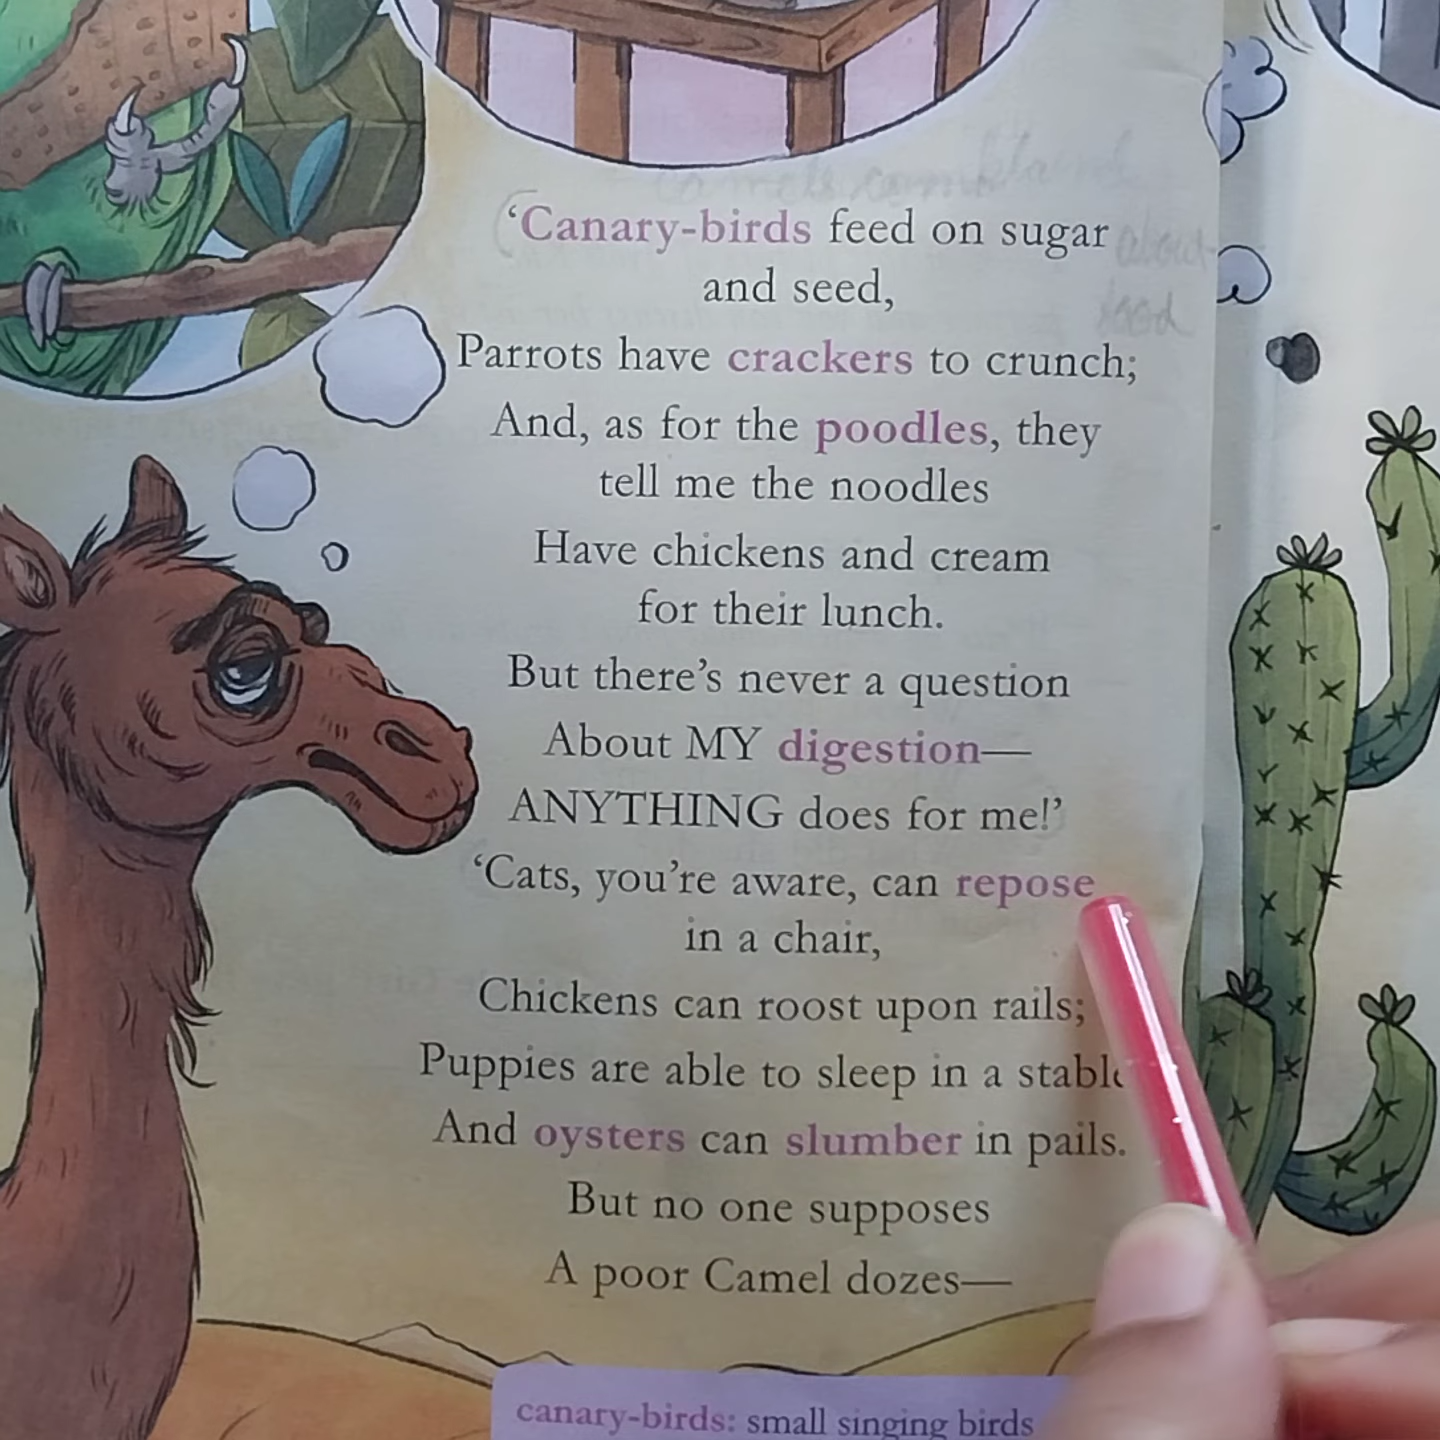 ‘Canary-birds feed on sugar
and seed,
Parrots have crackers to crunch;
And, as for the poodles, they
tell me the noodles
Have chickens and cream
for their lunch.
But there’s never a question
About MY digestion—
ANYTHING does for me!’
‘Cats, you’re aware, can repose
in a chair,
Chickens can roost upon rails;
Puppies are able to sleep in a stable
And oysters can slumber in pails.
But no one supposes
A poor Camel dozes—
canary-birds: small singing birds
about
food